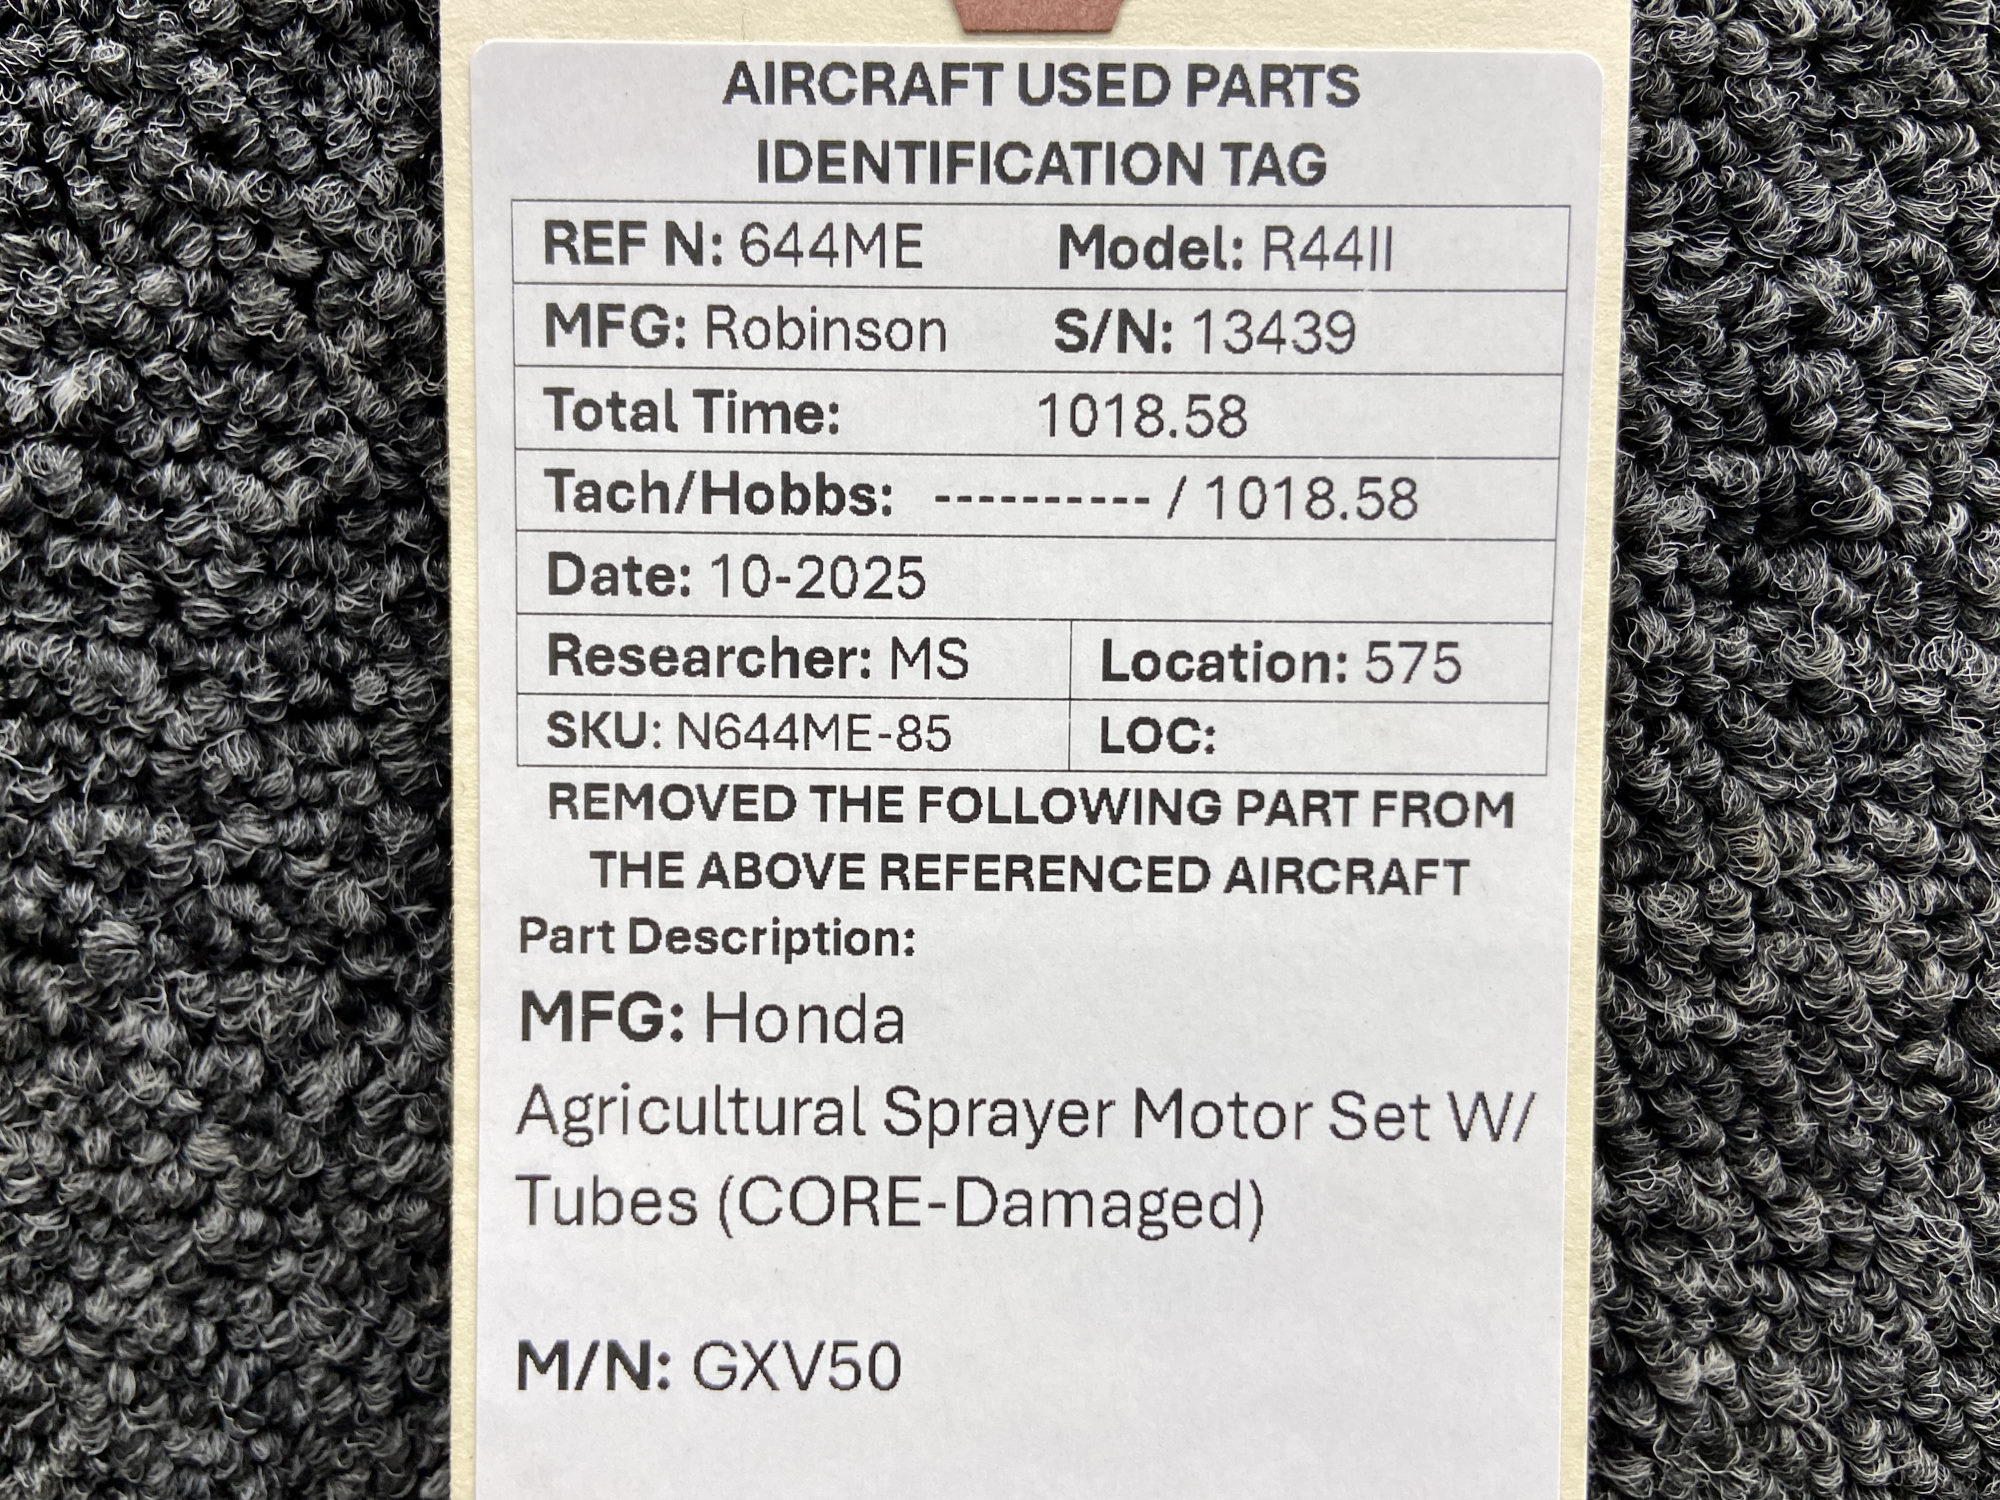 AIRCRAFT USED PARTS
IDENTIFICATION TAG
REF N: 644ME Model: R44II
MFG: Robinson S/N: 13439
Total Time: 1018.58
Tach/Hobbs: ---------- / 1018.58
Date: 10-2025
Researcher: MS Location: 575
SKU: N644ME-85 LOC:
REMOVED THE FOLLOWING PART FROM
THE ABOVE REFERENCED AIRCRAFT
Part Description:
MFG: Honda
Agricultural Sprayer Motor Set W/
Tubes (CORE-Damaged)
M/N: GXV50